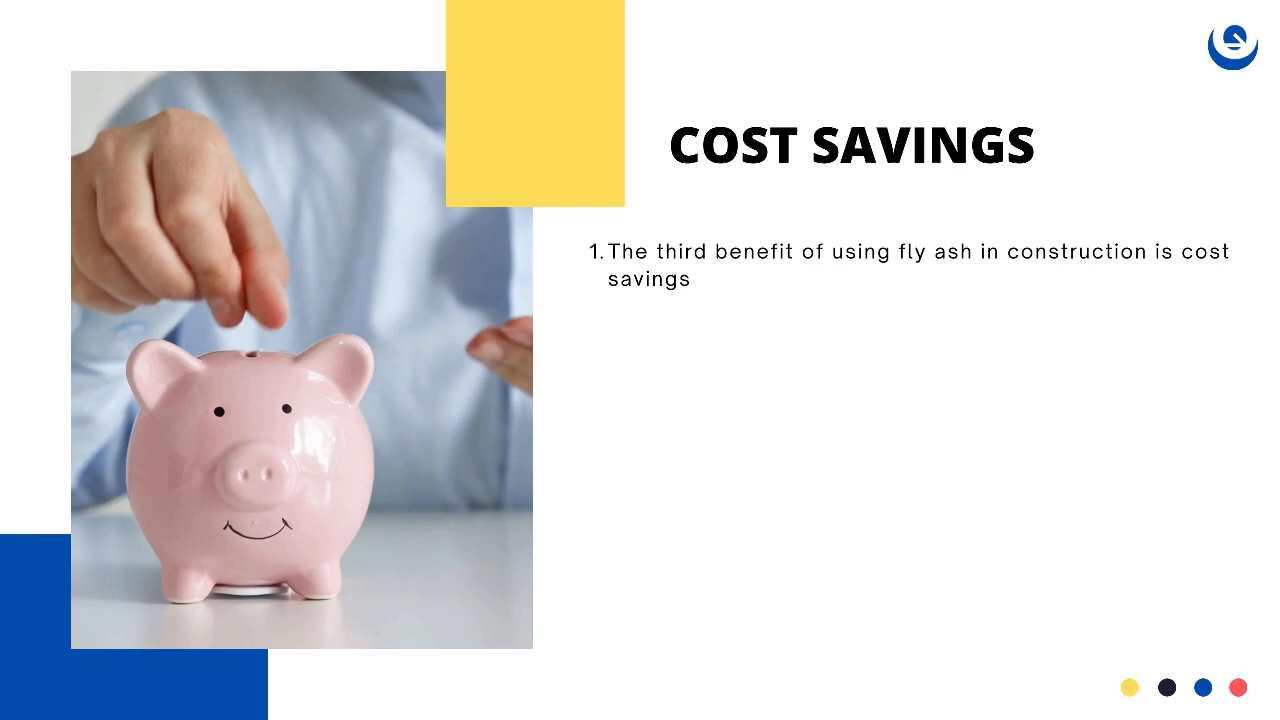 COST SAVINGS
1. The third benefit of using fly ash in construction is cost
savings